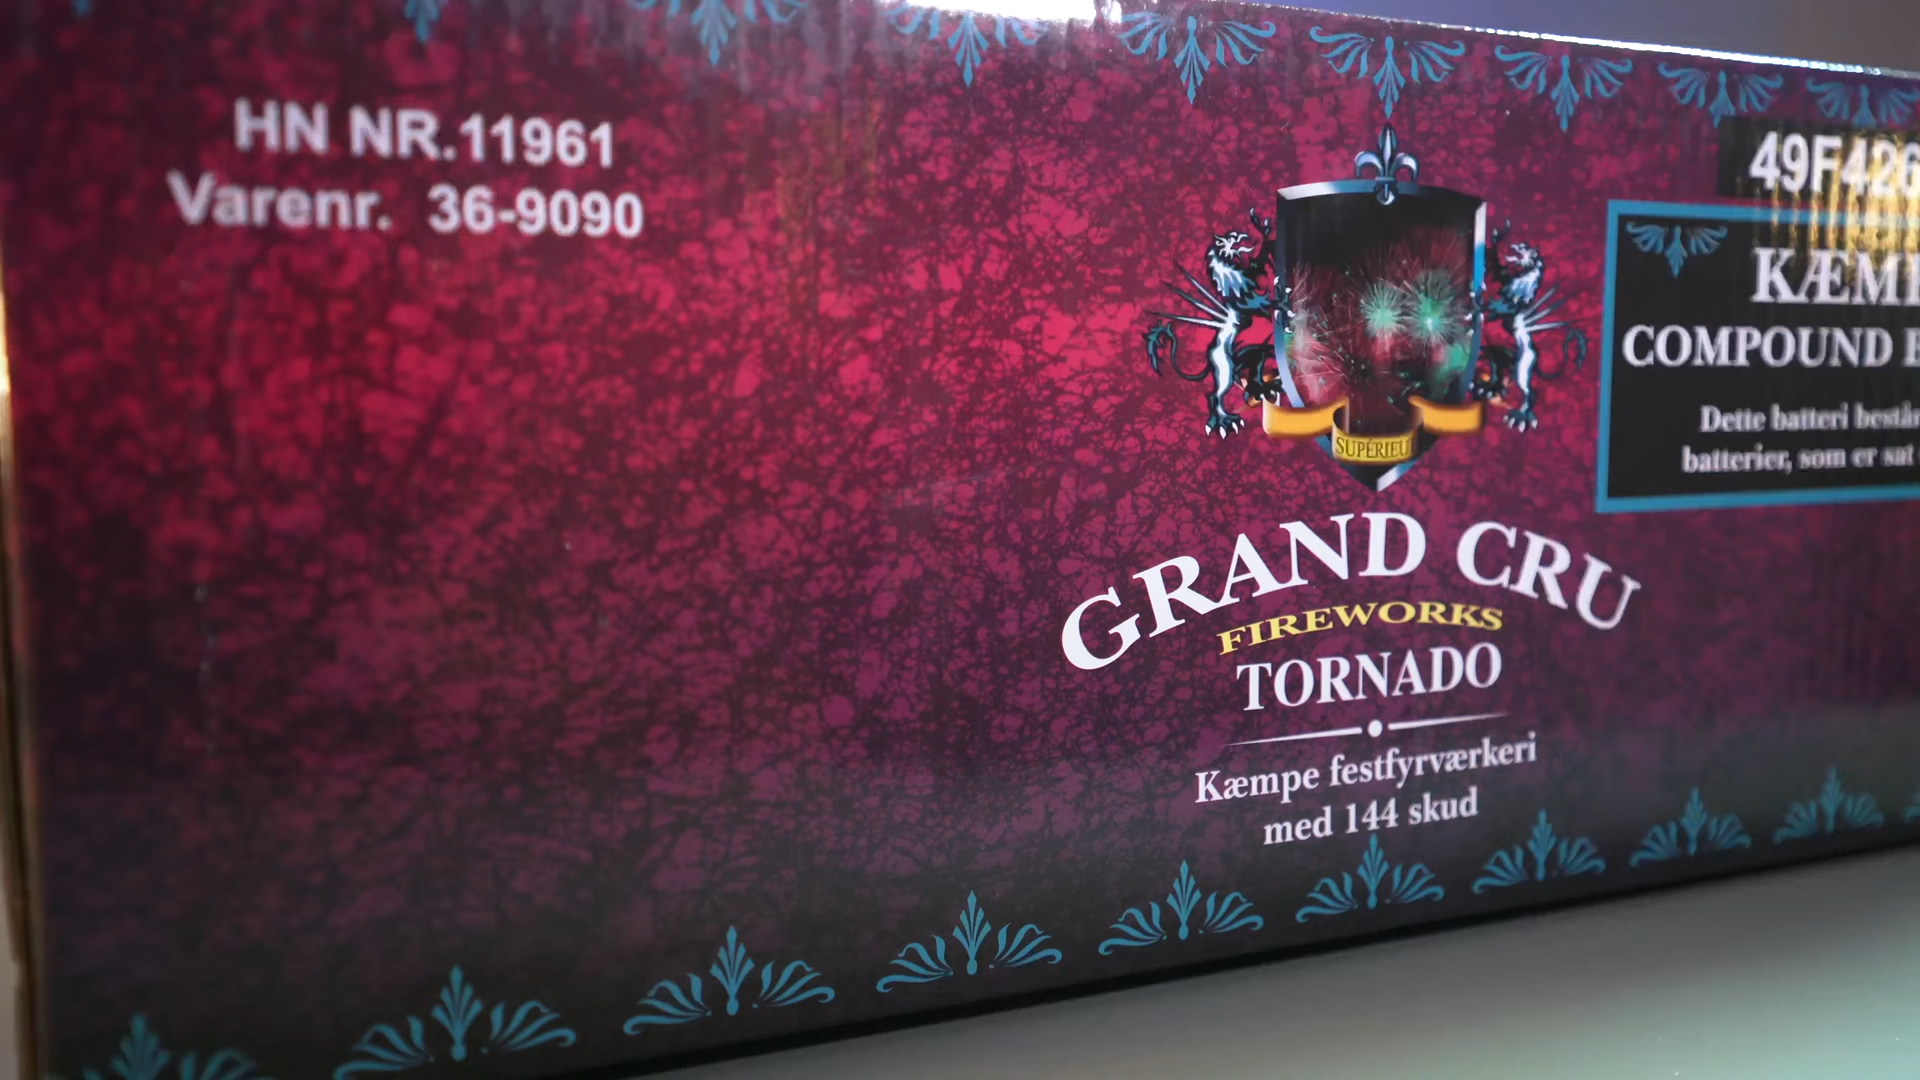 HN NR.11961
Varenr. 36-9090
SUPÉRIEU
GRAND CRU
FIREWORKS
TORNADO
Kæmpe festfyrværkeri
med 144 skud
49F426
KÆMP
COMPOUND
Dette batteri består
batterier, som er sat